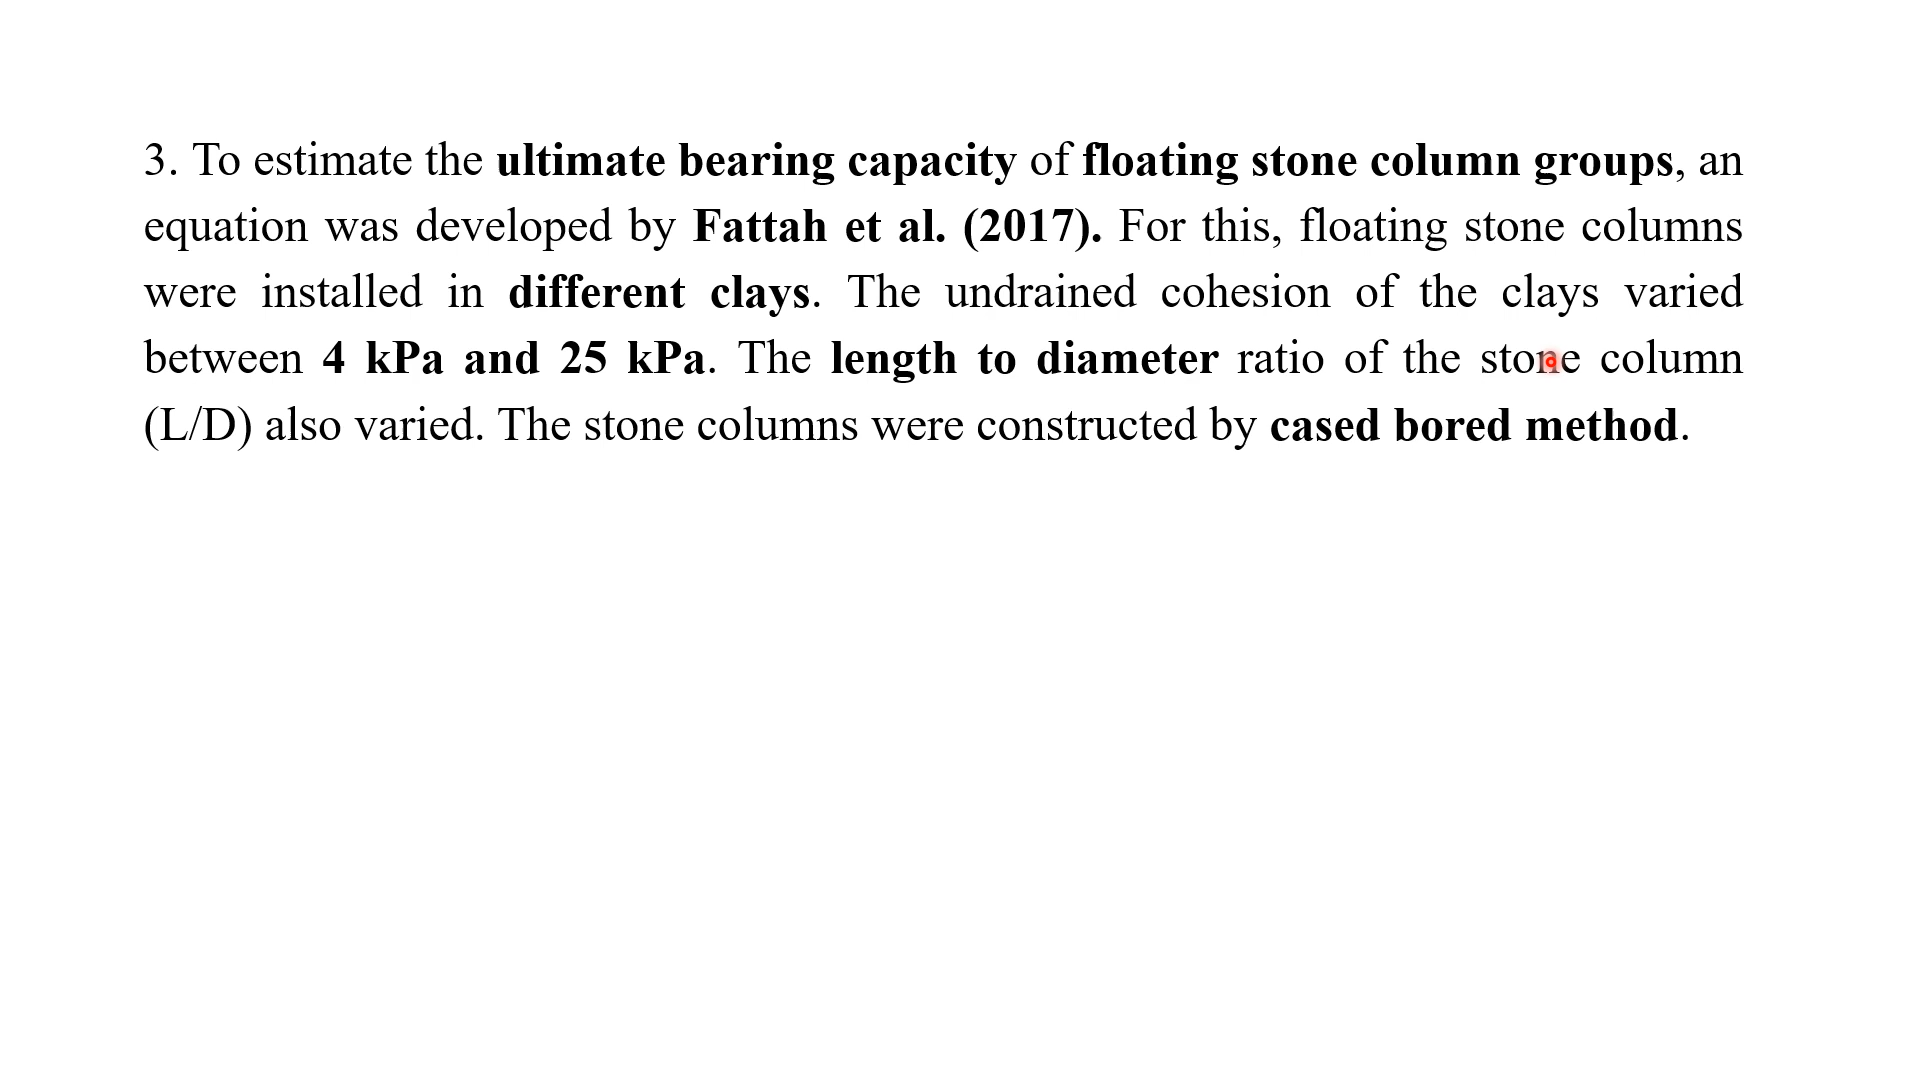 3. To estimate the ultimate bearing capacity of floating stone column groups, an
equation was developed by Fattah et al. (2017). For this, floating stone columns
were installed in different clays. The undrained cohesion of the clays varied
between 4 kPa and 25 kPa. The length to diameter ratio of the stone column
(L/D) also varied. The stone columns were constructed by cased bored method.